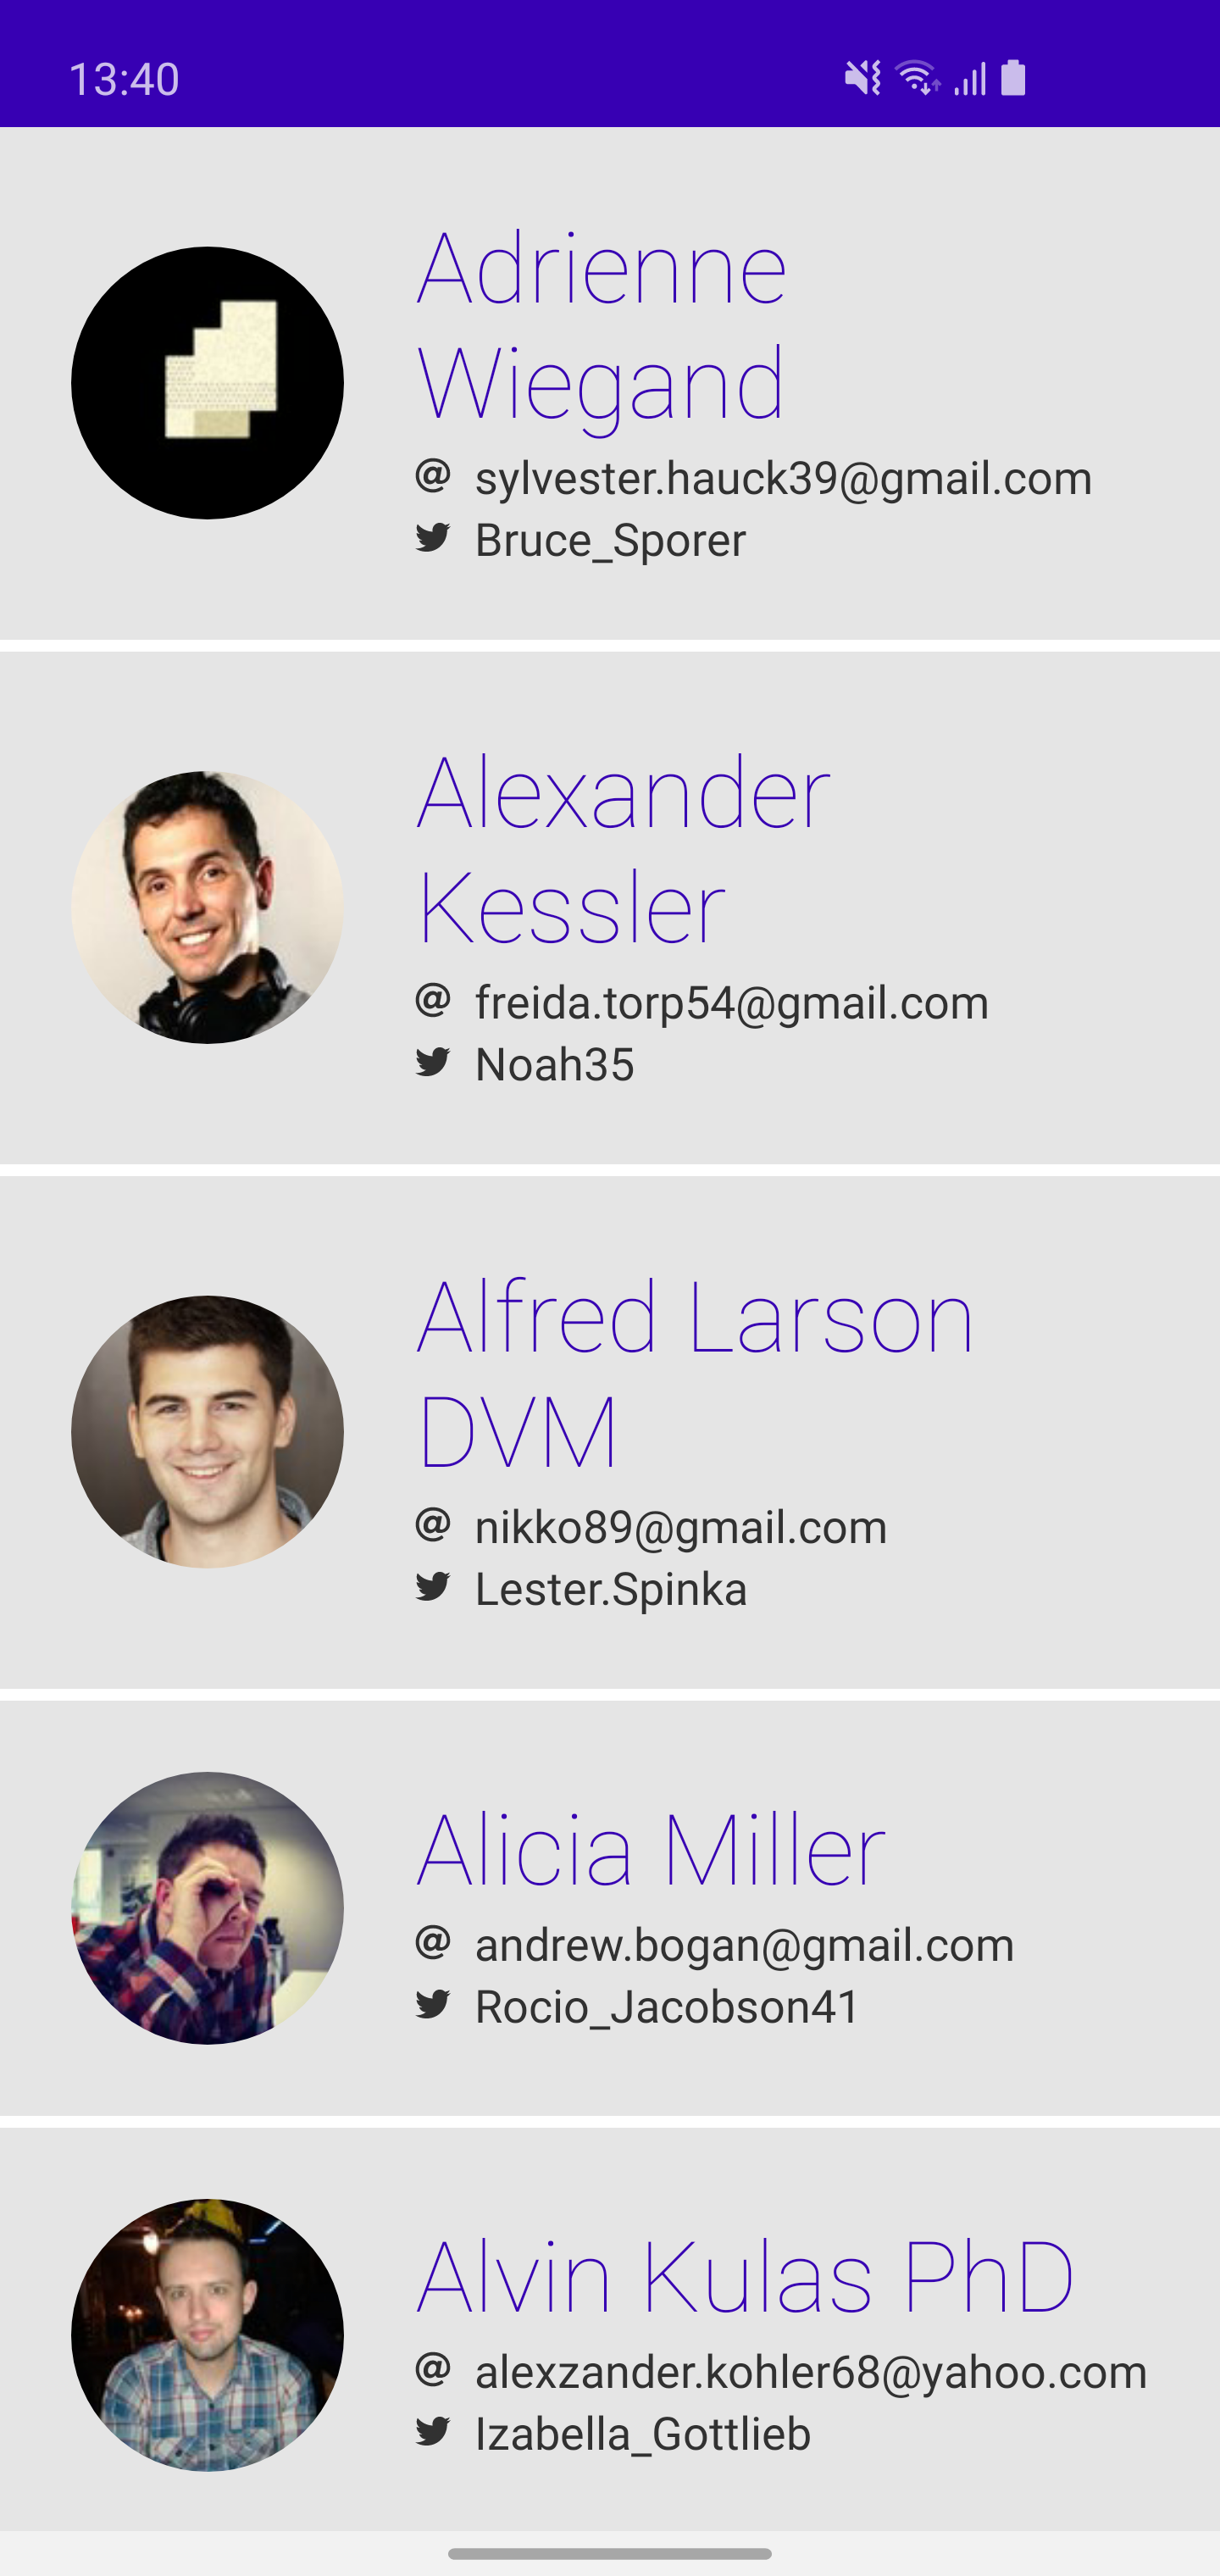 13:40
Adrienne
Wiegand
@ sylvester.hauck39@gmail.com
Bruce_Sporer
Alexander
Kessler
@ freida.torp54@gmail.com
Noah35
Alfred Larson
DVM
@ nikko89@gmail.com
Lester.Spinka
Alicia Miller
@ andrew.bogan@gmail.com
Rocio_Jacobson41
Alvin Kulas PhD
@ alexzander.kohler68@yahoo.com
Izabella_Gottlieb